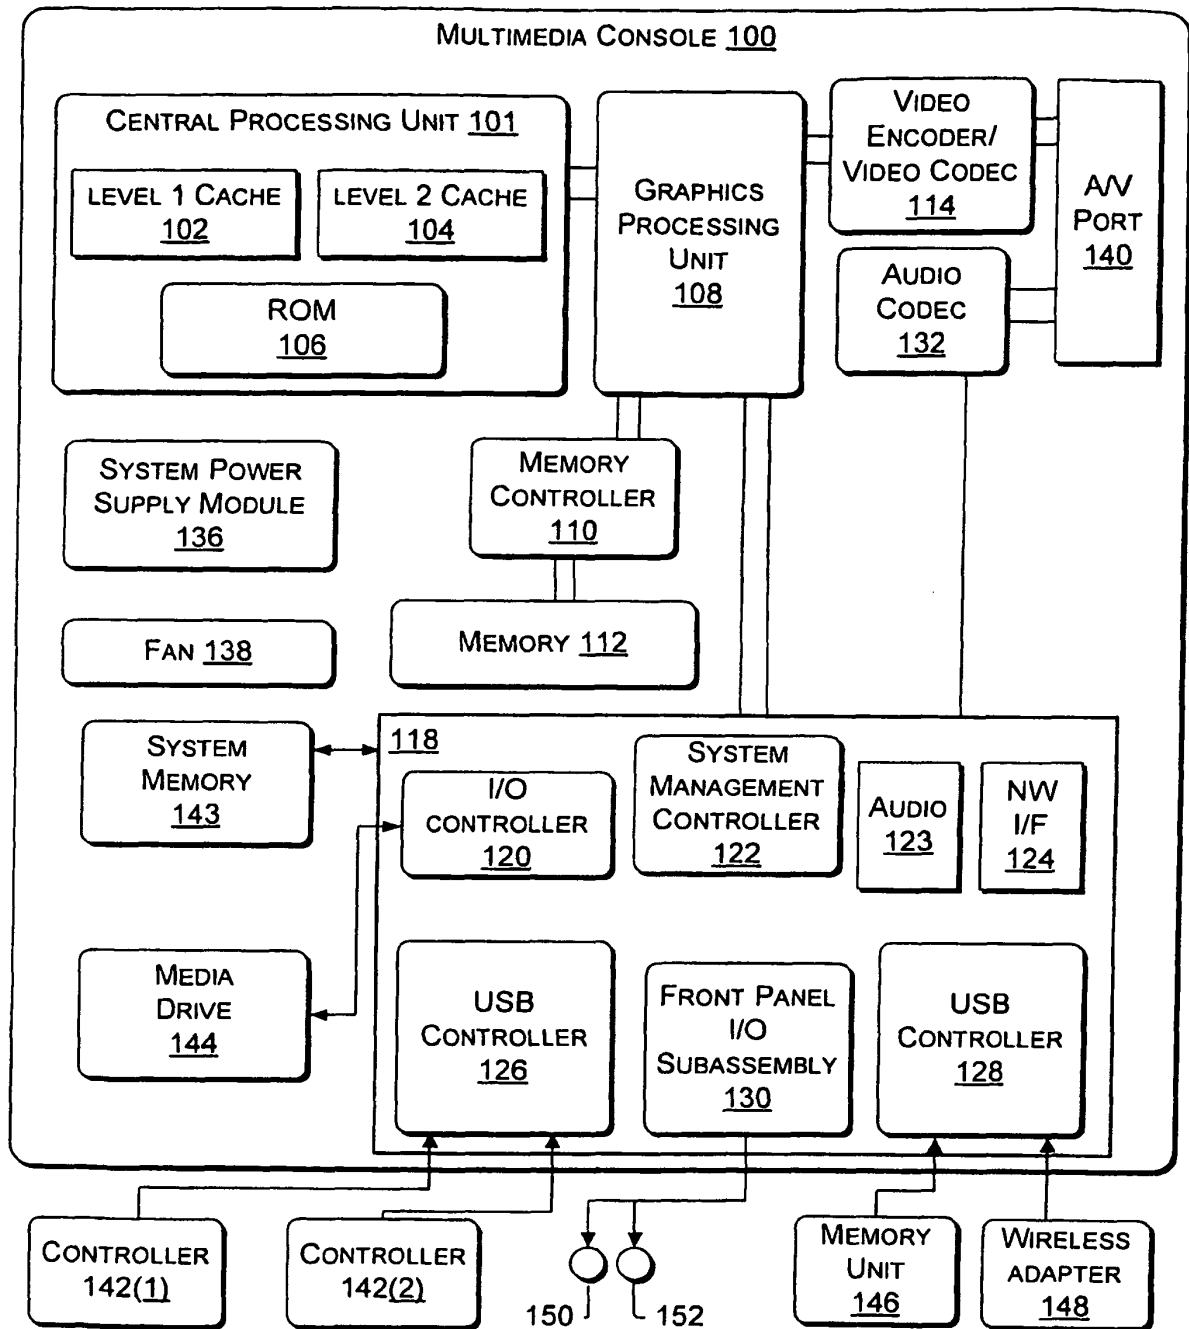 MULTIMEDIA CONSOLE 100
CENTRAL PROCESSING UNIT 101
LEVEL 1 CACHE
102
LEVEL 2 CACHE
104
ROM
106
GRAPHICS
PROCESSING
UNIT
108
VIDEO
ENCODER/
VIDEO CODEC
114
A/V
PORT
140
AUDIO
CODEC
132
SYSTEM POWER
SUPPLY MODULE
136
MEMORY
CONTROLLER
110
FAN 138
MEMORY 112
SYSTEM
MEMORY
143
118
I/O
CONTROLLER
120
SYSTEM
MANAGEMENT
CONTROLLER
122
AUDIO
123
NW
I/F
124
MEDIA
DRIVE
144
USB
CONTROLLER
126
FRONT PANEL
I/O
SUBASSEMBLY
130
USB
CONTROLLER
128
CONTROLLER
142(1)
CONTROLLER
142(2)
150
152
MEMORY
UNIT
146
WIRELESS
ADAPTER
148